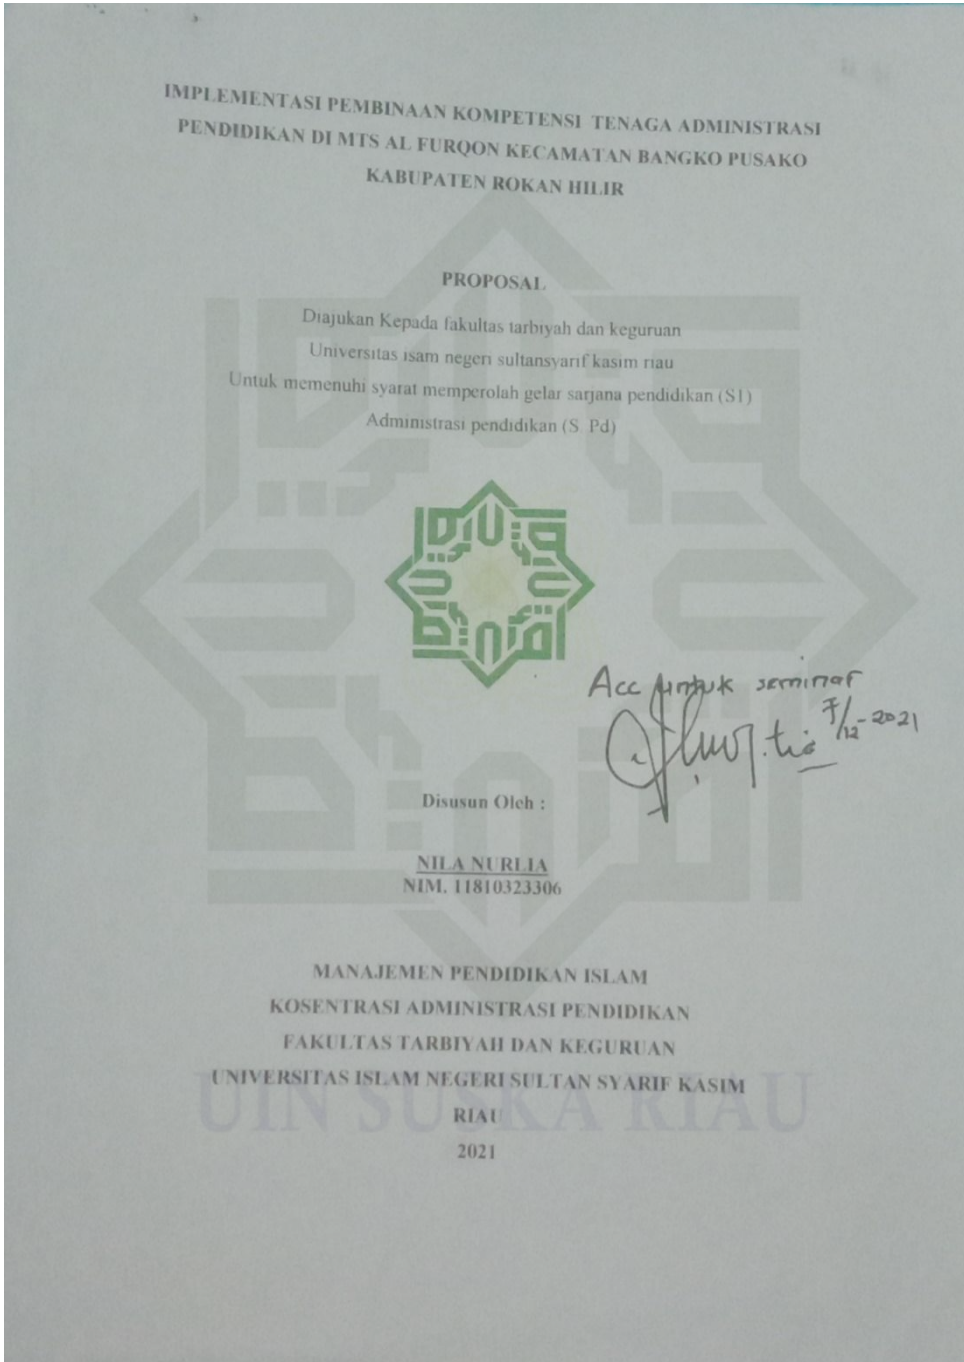 IMPLEMENTASI PEMBINAAN KOMPETENSI TENAGA ADMINISTRASI
PENDIDIKAN DI MTS AL FURQON KECAMATAN BANGKO PUSAKO
KABUPATEN ROKAN HILIR
PROPOSAL
Diajukan Kepada fakultas tarbiyah dan keguruan
Universitas isam negeri sultansyarif kasim riau
Untuk memenuhi syarat memperolah gelar sarjana pendidikan (S1)
Administrasi pendidikan (S. Pd)
Acc untuk seminar
7/12-2021
Disusun Oleh :
NILA NURLIA
NIM. 11810323306
MANAJEMEN PENDIDIKAN ISLAM
KOSENTRASI ADMINISTRASI PENDIDIKAN
FAKULTAS TARBIYAH DAN KEGURUAN
UNIVERSITAS ISLAM NEGERI SULTAN SYARIF KASIM
UIN SUSKA RIAU
RIAU
2021